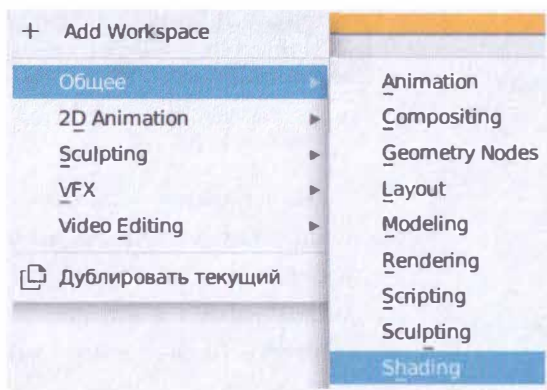 + Add Workspace
Общее
2D Animation
Sculpting
VFX
Video Editing
Дублировать текущий
Animation
Compositing
Geometry Nodes
Layout
Modeling
Rendering
Scripting
Sculpting
Shading